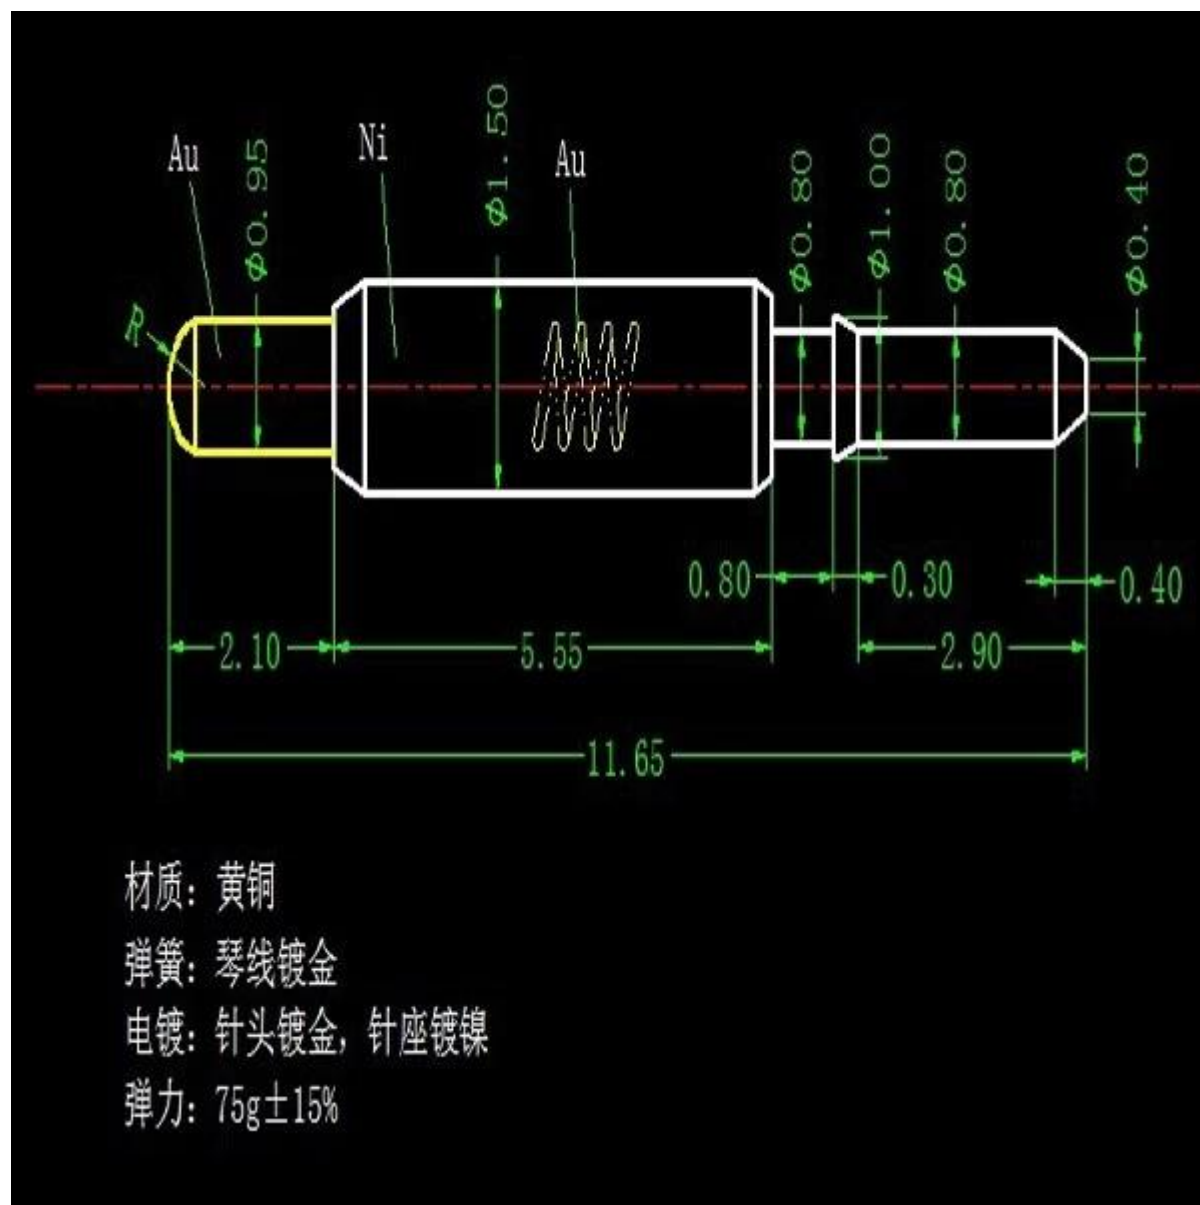 Au
Ni
Au
R
Φ0.95
Φ1.50
Φ0.80
Φ1.00
Φ0.80
Φ0.40
0.80
0.30
0.40
2.10
5.55
2.90
11.65
材质：黄铜
弹簧：琴线镀金
电镀：针头镀金，针座镀镍
弹力：75g±15%